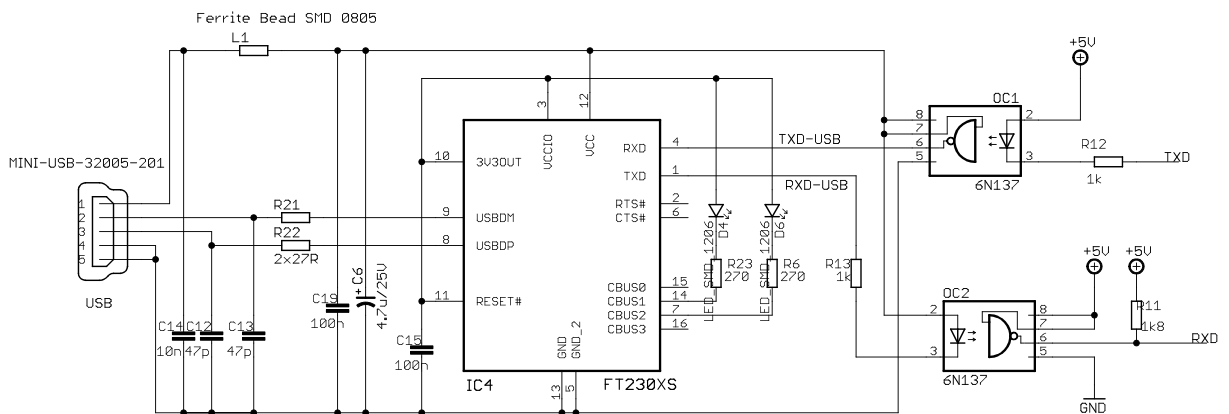 Ferrite Bead SMD 0805
L1
+5V
OC1
3
12
VCCIO
VCC
8
7
6
5
2
3
6N137
R12
1k
TXD
MINI-USB-32005-201
1
2
3
4
5
USB
10
3V3OUT
RXD
4
TXD-USB
TXD
1
RXD-USB
R21
9
USBDM
RTS#
2
CTS#
6
R22
8
USBDP
2x27R
LED SMD 1206
D4
LED SMD 1206
D6
R23
270
R6
270
R13
1k
+5V
+5V
C6
+
4.7u/25V
C19
100n
11
RESET#
CBUS0
15
CBUS1
14
CBUS2
7
CBUS3
16
OC2
2
3
8
7
6
5
6N137
R11
1k8
RXD
C14
10n
C12
47p
C13
47p
C15
100n
GND
GND_2
IC4
FT230XS
13
5
GND